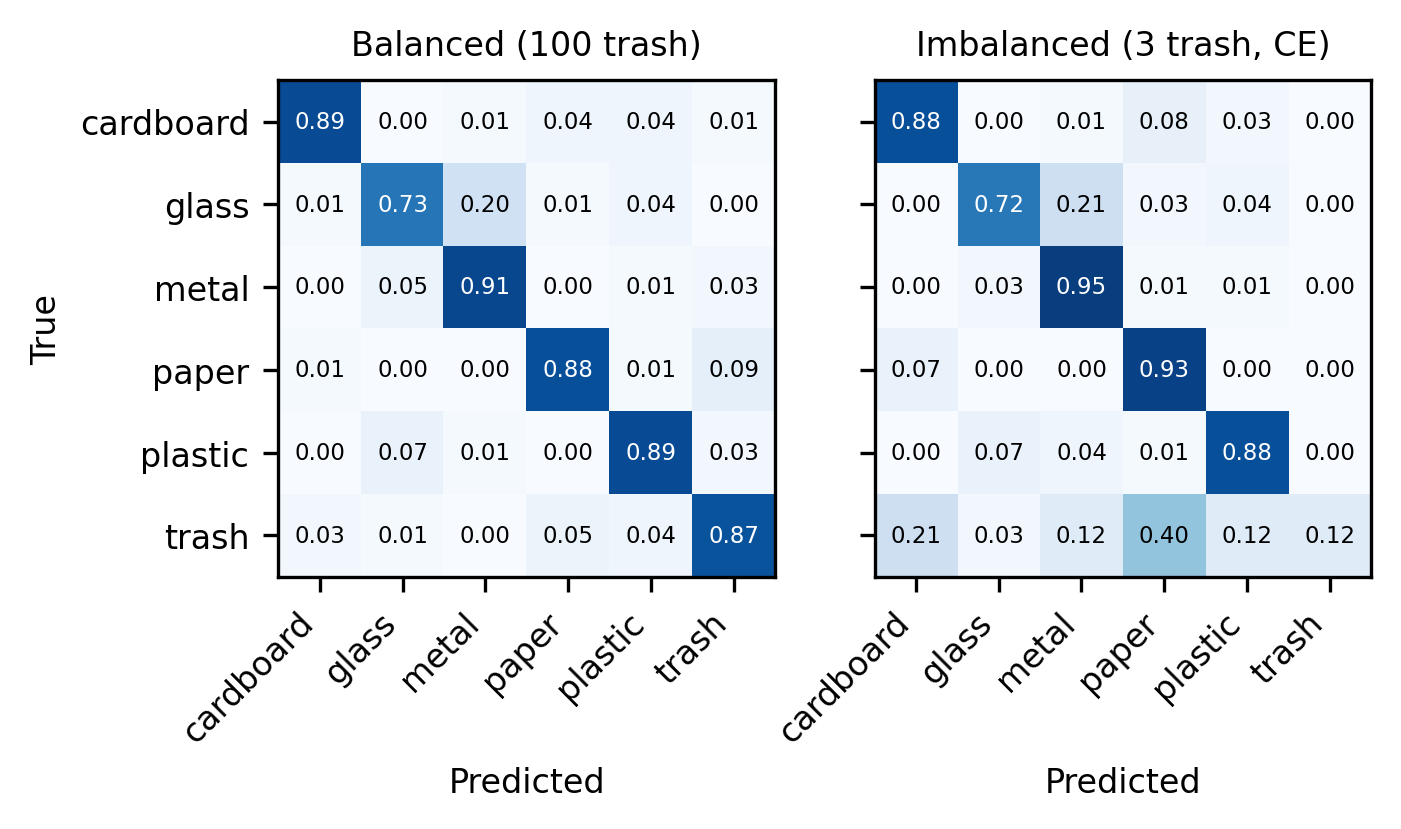 Balanced (100 trash) Imbalanced (3 trash, CE)
cardboard 0.89 0.00 0.01 0.04 0.04 0.01 0.88 0.00 0.01 0.08 0.03 0.00
glass 0.01 0.73 0.20 0.01 0.04 0.00 0.00 0.72 0.21 0.03 0.04 0.00
metal 0.00 0.05 0.91 0.00 0.01 0.03 0.00 0.03 0.95 0.01 0.01 0.00
True
paper 0.01 0.00 0.00 0.88 0.01 0.09 0.07 0.00 0.00 0.93 0.00 0.00
plastic 0.00 0.07 0.01 0.00 0.89 0.03 0.00 0.07 0.04 0.01 0.88 0.00
trash 0.03 0.01 0.00 0.05 0.04 0.87 0.21 0.03 0.12 0.40 0.12 0.12
cardboard glass metal paper plastic trash cardboard glass metal paper plastic trash
Predicted Predicted